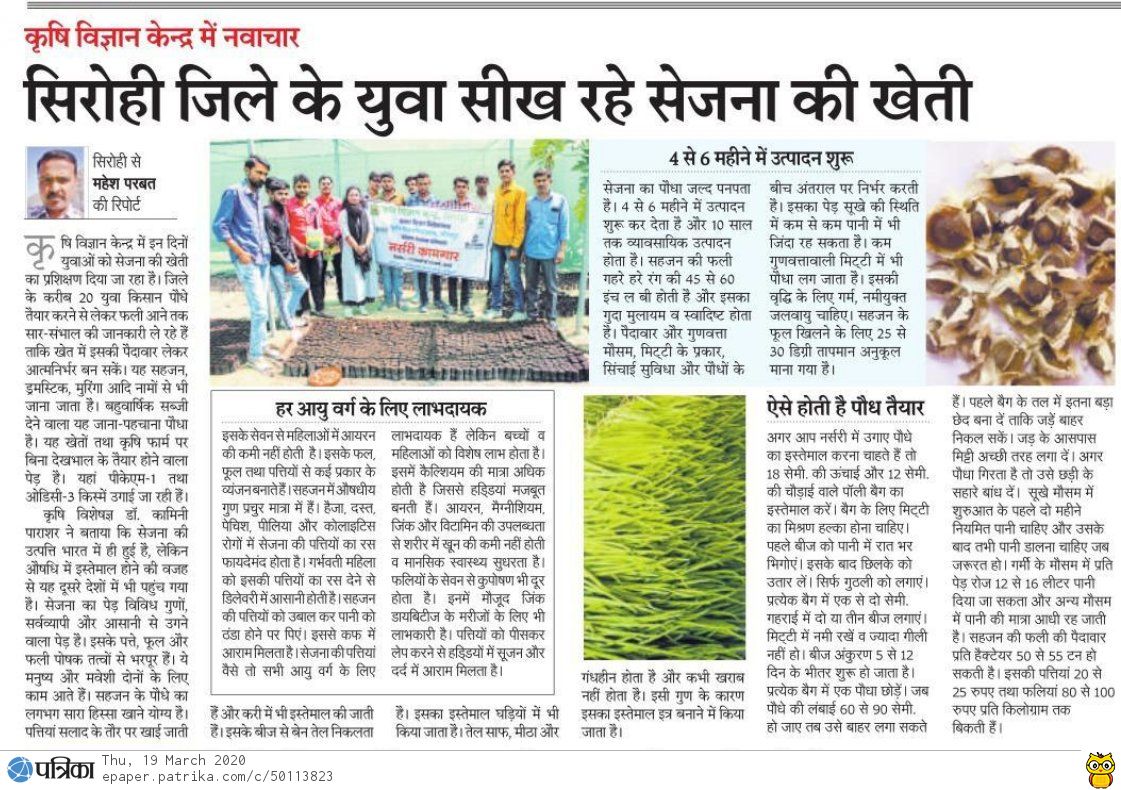 कृषि विज्ञान केन्द्र में नवाचार
सिरोही जिले के युवा सीख रहे सेजना की खेती
सिरोही से
महेश परबत
की रिपोर्ट
कृषि विज्ञान केन्द्र में इन दिनों
युवाओं को सेजना की खेती
का प्रशिक्षण दिया जा रहा है। जिले
के करीब 20 युवा किसान पौधे
तैयार करने से लेकर फली आने तक
सार-संभाल की जानकारी ले रहे हैं
ताकि खेत में इसकी पैदावार लेकर
आत्मनिर्भर बन सकें। यह सहजन,
ड्रमस्टिक, मुरिंगा आदि नामों से भी
जाना जाता है। बहुवार्षिक सब्जी
देने वाला यह जाना-पहचाना पौधा
है। यह खेतों तथा कृषि फार्म पर
बिना देखभाल के तैयार होने वाला
पेड़ है। यहां पीकेएम-1 तथा
ओडिसी-3 किस्में उगाई जा रही हैं।
कृषि विशेषज्ञ डॉ. कामिनी
पाराशर ने बताया कि सेजना की
उत्पत्ति भारत में ही हुई है, लेकिन
औषधि में इस्तेमाल होने की वजह
से यह दूसरे देशों में भी पहुंच गया
है। सेजना का पेड़ विविध गुणों,
सर्वव्यापी और आसानी से उगने
वाला पेड़ है। इसके पत्ते, फूल और
फली पोषक तत्वों से भरपूर हैं। ये
मनुष्य और मवेशी दोनों के लिए
काम आते हैं। सहजन के पौधे का
लगभग सारा हिस्सा खाने योग्य है।
पत्तियां सलाद के तौर पर खाई जाती
हैं और करी में भी इस्तेमाल की जाती
हैं। इसके बीज से बेन तेल निकलता
है। इसका इस्तेमाल घड़ियों में भी
किया जाता है। तेल साफ, मीठा और
गंधहीन होता है और कभी खराब
नहीं होता है। इसी गुण के कारण
इसका इस्तेमाल इत्र बनाने में किया
जाता है।
नर्सरी कामगार
हर आयु वर्ग के लिए लाभदायक
इसके सेवन से महिलाओं में आयरन
की कमी नहीं होती है। इसके फल,
फूल तथा पत्तियों से कई प्रकार के
व्यंजन बनाते हैं। सहजन में औषधीय
गुण प्रचुर मात्रा में हैं। हैजा, दस्त,
पेचिश, पीलिया और कोलाइटिस
रोगों में सेजना की पत्तियों का रस
फायदेमंद होता है। गर्भवती महिला
को इसकी पत्तियों का रस देने से
डिलेवरी में आसानी होती है। सहजन
की पत्तियों को उबाल कर पानी को
ठंडा होने पर पिएं। इससे कफ में
आराम मिलता है। सेजना की पत्तियां
वैसे तो सभी आयु वर्ग के लिए
लाभदायक हैं लेकिन बच्चों व
महिलाओं को विशेष लाभ होता है।
इसमें कैल्शियम की मात्रा अधिक
होती है जिससे हड्डियां मजबूत
बनती हैं। आयरन, मैग्नीशियम,
जिंक और विटामिन की उपलब्धता
से शरीर में खून की कमी नहीं होती
व मानसिक स्वास्थ्य सुधरता है।
फलियों के सेवन से कुपोषण भी दूर
होता है। इनमें मौजूद जिंक
डायबिटीज के मरीजों के लिए भी
लाभकारी है। पत्तियों को पीसकर
लेप करने से हड्डियों में सूजन और
दर्द में आराम मिलता है।
4 से 6 महीने में उत्पादन शुरू
सेजना का पौधा जल्द पनपता
है। 4 से 6 महीने में उत्पादन
शुरू कर देता है और 10 साल
तक व्यावसायिक उत्पादन
होता है। सहजन की फली
गहरे हरे रंग की 45 से 60
इंच ल बी होती है और इसका
गुदा मुलायम व स्वादिष्ट होता
है। पैदावार और गुणवत्ता
मौसम, मिट्टी के प्रकार,
सिंचाई सुविधा और पौधों के
बीच अंतराल पर निर्भर करती
है। इसका पेड़ सूखे की स्थिति
में कम से कम पानी में भी
जिंदा रह सकता है। कम
गुणवत्तावाली मिट्टी में भी
पौधा लग जाता है। इसकी
वृद्धि के लिए गर्म, नमीयुक्त
जलवायु चाहिए। सहजन के
फूल खिलने के लिए 25 से
30 डिग्री तापमान अनुकूल
माना गया है।
ऐसे होती है पौध तैयार
अगर आप नर्सरी में उगाए पौधे
का इस्तेमाल करना चाहते हैं तो
18 सेमी. की ऊंचाई और 12 सेमी.
की चौड़ाई वाले पॉली बैग का
इस्तेमाल करें। बैग के लिए मिट्टी
का मिश्रण हल्का होना चाहिए।
पहले बीज को पानी में रात भर
भिगोएं। इसके बाद छिलके को
उतार लें। सिर्फ गुठली को लगाएं।
प्रत्येक बैग में एक से दो सेमी.
गहराई में दो या तीन बीज लगाएं।
मिट्टी में नमी रखें व ज्यादा गीली
नहीं हो। बीज अंकुरण 5 से 12
दिन के भीतर शुरू हो जाता है।
प्रत्येक बैग में एक पौधा छोड़ें। जब
पौधे की लंबाई 60 से 90 सेमी.
हो जाए तब उसे बाहर लगा सकते
हैं। पहले बैग के तल में इतना बड़ा
छेद बना दें ताकि जड़ें बाहर
निकल सकें। जड़ के आसपास
मिट्टी अच्छी तरह लगा दें। अगर
पौधा गिरता है तो उसे छड़ी के
सहारे बांध दें। सूखे मौसम में
शुरुआत के पहले दो महीने
नियमित पानी चाहिए और उसके
बाद तभी पानी डालना चाहिए जब
जरूरत हो। गर्मी के मौसम में प्रति
पेड़ रोज 12 से 16 लीटर पानी
दिया जा सकता और अन्य मौसम
में पानी की मात्रा आधी रह जाती
है। सहजन की फली की पैदावार
प्रति हैक्टेयर 50 से 55 टन हो
सकती है। इसकी पत्तियां 20 से
25 रुपए तथा फलियां 80 से 100
रुपए प्रति किलोग्राम तक
बिकती हैं।
पत्रिका
Thu, 19 March 2020
epaper.patrika.com/c/50113823